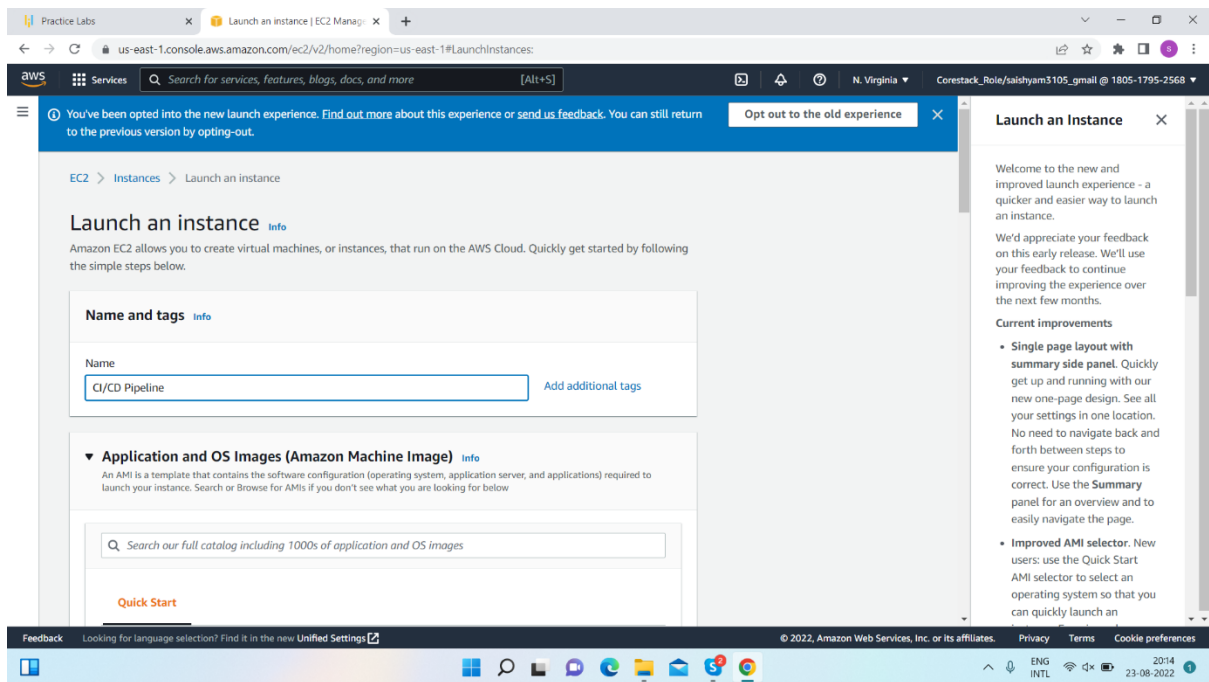 Practice Labs
Launch an instance | EC2 Manage
us-east-1.console.aws.amazon.com/ec2/v2/home?region=us-east-1#LaunchInstances:
S
aws
Services
Search for services, features, blogs, docs, and more
[Alt+S]
N. Virginia
Corestack_Role/saishyam3105_gmail @ 1805-1795-2568
You've been opted into the new launch experience. Find out more about this experience or send us feedback. You can still return
to the previous version by opting-out.
Opt out to the old experience
EC2 > Instances > Launch an instance
Launch an instance Info
Amazon EC2 allows you to create virtual machines, or instances, that run on the AWS Cloud. Quickly get started by following
the simple steps below.
Name and tags Info
Name
CI/CD Pipeline
Add additional tags
Application and OS Images (Amazon Machine Image) Info
An AMI is a template that contains the software configuration (operating system, application server, and applications) required to
launch your instance. Search or Browse for AMIs if you don't see what you are looking for below
Search our full catalog including 1000s of application and OS images
Quick Start
Launch an Instance
Welcome to the new and
improved launch experience - a
quicker and easier way to launch
an instance.
We'd appreciate your feedback
on this early release. We'll use
your feedback to continue
improving the experience over
the next few months.
Current improvements
• Single page layout with
summary side panel. Quickly
get up and running with our
new one-page design. See all
your settings in one location.
No need to navigate back and
forth between steps to
ensure your configuration is
correct. Use the Summary
panel for an overview and to
easily navigate the page.
• Improved AMI selector. New
users: use the Quick Start
AMI selector to select an
operating system so that you
can quickly launch an
Feedback
Looking for language selection? Find it in the new Unified Settings
© 2022, Amazon Web Services, Inc. or its affiliates.
Privacy
Terms
Cookie preferences
2
ENG
INTL
20:14
23-08-2022
1